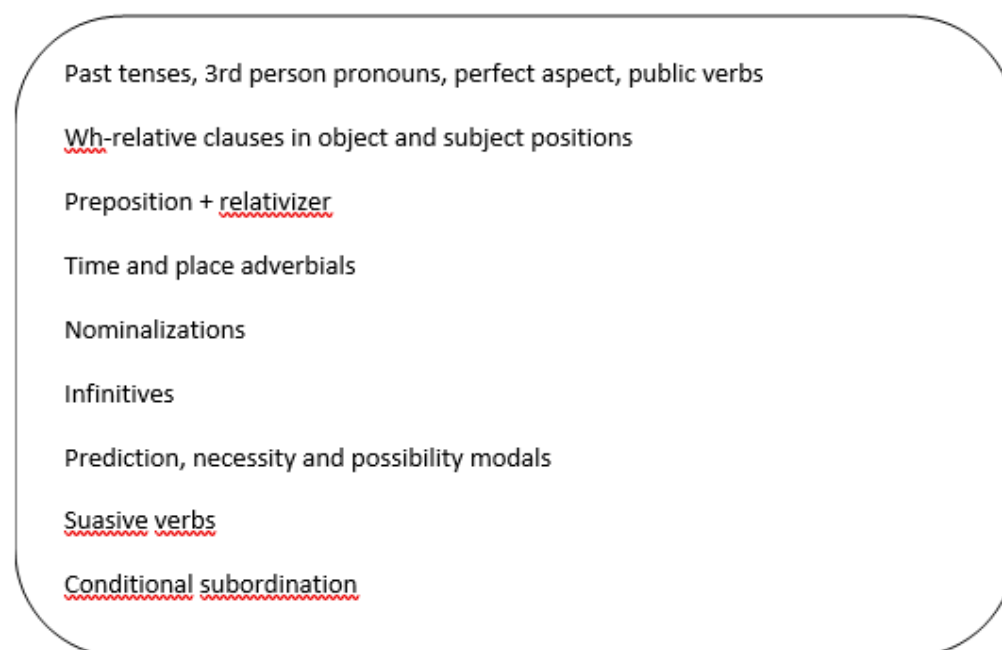 Past tenses, 3rd person pronouns, perfect aspect, public verbs
Wh-relative clauses in object and subject positions
Preposition + relativizer
Time and place adverbials
Nominalizations
Infinitives
Prediction, necessity and possibility modals
Suasive verbs
Conditional subordination